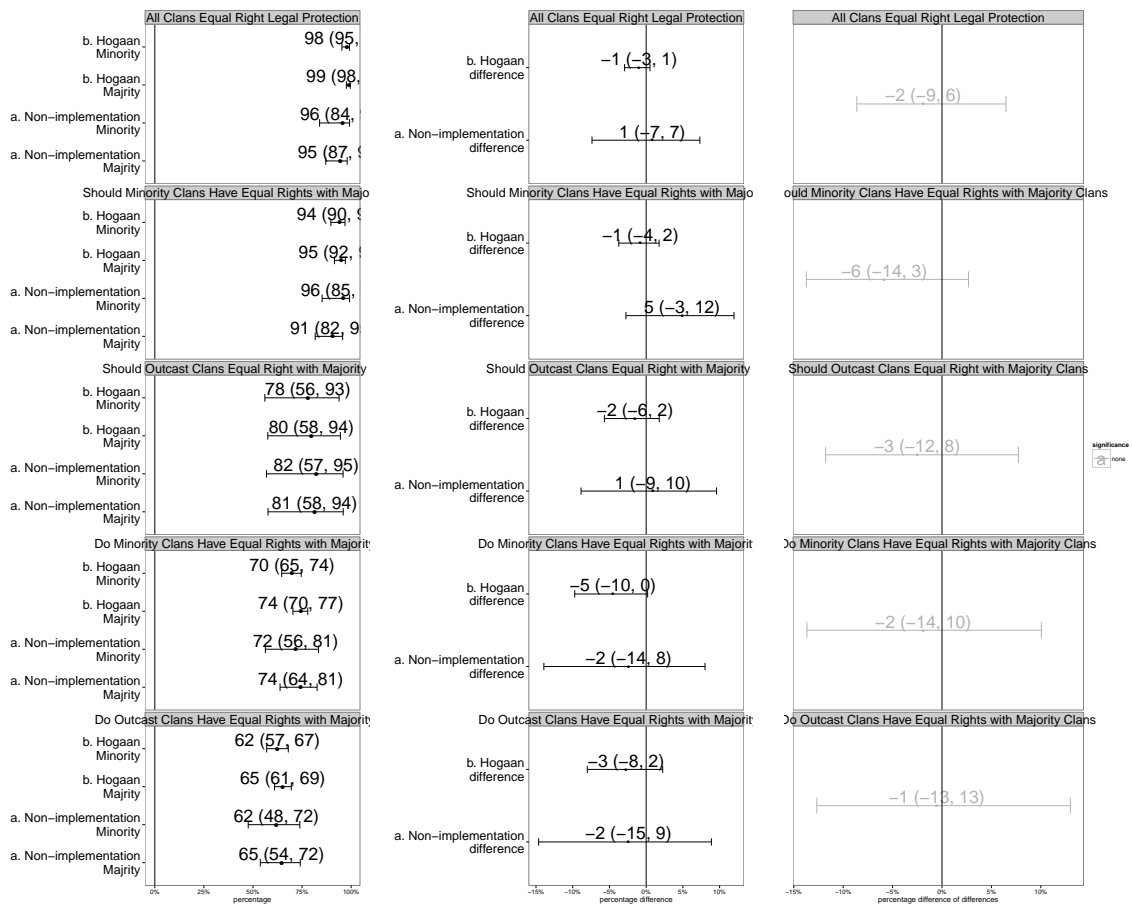 All Clans Equal Right Legal Protection
b. Hogaan
Minority
98 (95,
b. Hogaan
Majrity
99 (98,
a. Non−implementation
Minority
96 (84,
a. Non−implementation
Majrity
95 (87, 9
Should Minority Clans Have Equal Rights with Majo
b. Hogaan
Minority
94 (90, 9
b. Hogaan
Majrity
95 (92, 9
a. Non−implementation
Minority
96 (85,
a. Non−implementation
Majrity
91 (82, 9
Should Outcast Clans Equal Right with Majority
b. Hogaan
Minority
78 (56, 93)
b. Hogaan
Majrity
80 (58, 94)
a. Non−implementation
Minority
82 (57, 95)
a. Non−implementation
Majrity
81 (58, 94)
Do Minority Clans Have Equal Rights with Majority
b. Hogaan
Minority
70 (65, 74)
b. Hogaan
Majrity
74 (70, 77)
a. Non−implementation
Minority
72 (56, 81)
a. Non−implementation
Majrity
74 (64, 81)
Do Outcast Clans Have Equal Rights with Majority
b. Hogaan
Minority
62 (57, 67)
b. Hogaan
Majrity
65 (61, 69)
a. Non−implementation
Minority
62 (48, 72)
a. Non−implementation
Majrity
65 (54, 72)
0% 25% 50% 75% 100%
percentage
All Clans Equal Right Legal Protection
b. Hogaan
difference
−1 (−3, 1)
a. Non−implementation
difference
1 (−7, 7)
Should Minority Clans Have Equal Rights with Majo
b. Hogaan
difference
−1 (−4, 2)
a. Non−implementation
difference
5 (−3, 12)
Should Outcast Clans Equal Right with Majority
b. Hogaan
difference
−2 (−6, 2)
a. Non−implementation
difference
1 (−9, 10)
Do Minority Clans Have Equal Rights with Majorit
b. Hogaan
difference
−5 (−10, 0)
a. Non−implementation
difference
−2 (−14, 8)
Do Outcast Clans Have Equal Rights with Majorit
b. Hogaan
difference
−3 (−8, 2)
a. Non−implementation
difference
−2 (−15, 9)
−15% −10% −5% 0% 5% 10%
percentage difference
All Clans Equal Right Legal Protection
−2 (−9, 6)
ould Minority Clans Have Equal Rights with Majority Clans
−6 (−14, 3)
Should Outcast Clans Equal Right with Majority Clans
−3 (−12, 8)
Do Minority Clans Have Equal Rights with Majority Clans
−2 (−14, 10)
Do Outcast Clans Have Equal Rights with Majority Clans
−1 (−13, 13)
−15% −10% −5% 0% 5% 10%
percentage difference of differences
significance
a none